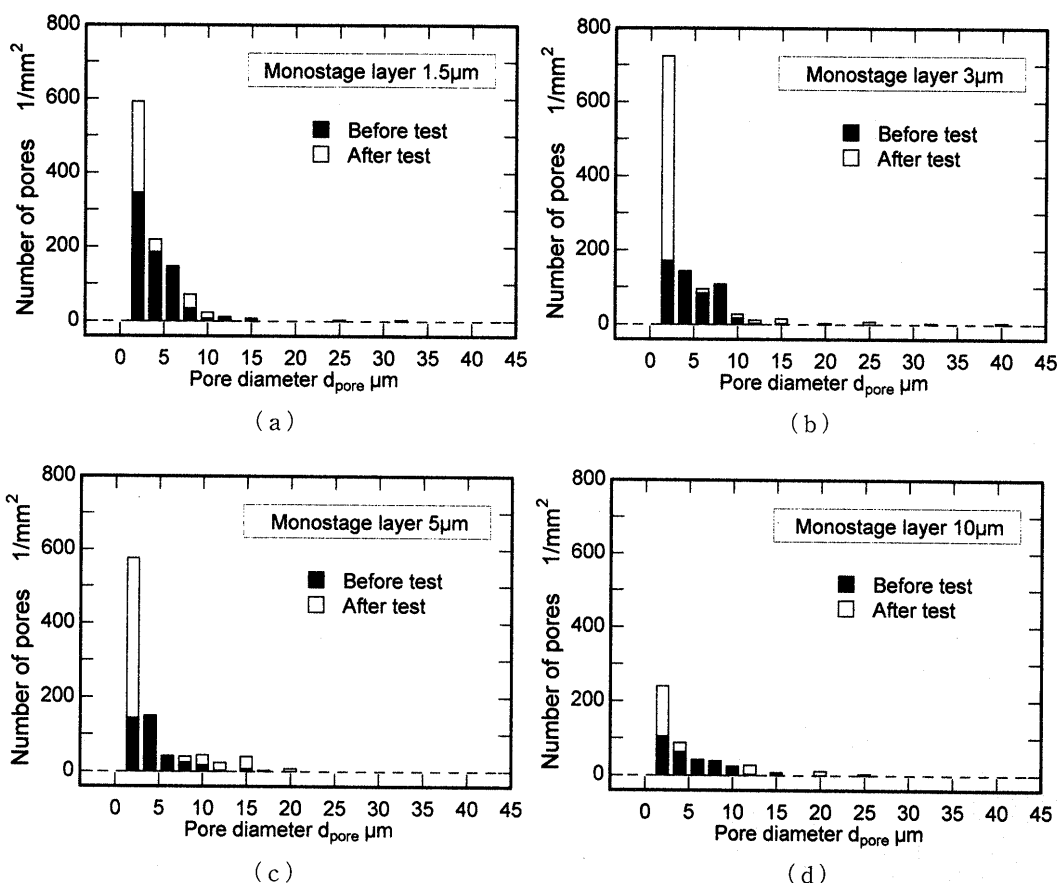 800
600
400
200
0
Number of pores 1/mm²
Monostage layer 1.5µm
Before test
After test
0 5 10 15 20 25 30 35 40 45
Pore diameter d_pore µm
(a)
800
600
400
200
0
Number of pores 1/mm²
Monostage layer 3µm
Before test
After test
0 5 10 15 20 25 30 35 40 45
Pore diameter d_pore µm
(b)
800
600
400
200
0
Number of pores 1/mm²
Monostage layer 5µm
Before test
After test
0 5 10 15 20 25 30 35 40 45
Pore diameter d_pore µm
(c)
800
600
400
200
0
Number of pores 1/mm²
Monostage layer 10µm
Before test
After test
0 5 10 15 20 25 30 35 40 45
Pore diameter d_pore µm
(d)